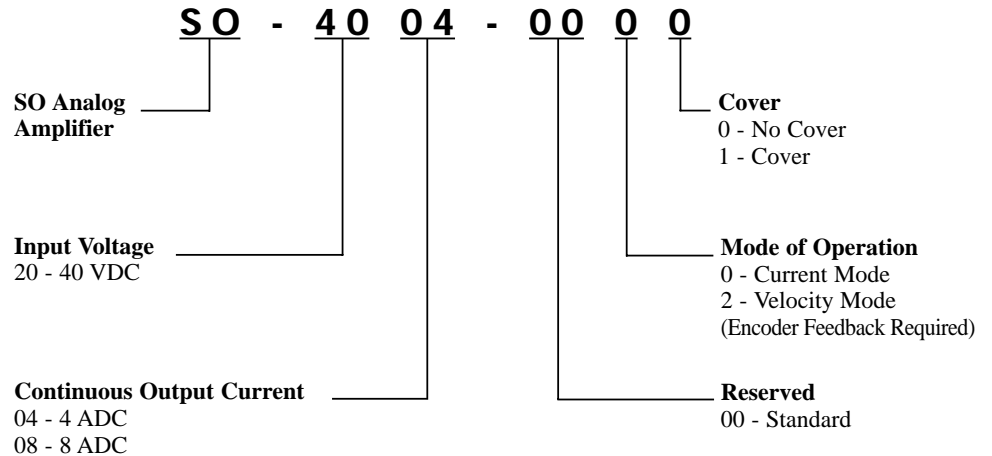 SO - 40 04 - 00 0 0
SO Analog
Amplifier
Input Voltage
20 - 40 VDC
Continuous Output Current
04 - 4 ADC
08 - 8 ADC
Cover
0 - No Cover
1 - Cover
Mode of Operation
0 - Current Mode
2 - Velocity Mode
(Encoder Feedback Required)
Reserved
00 - Standard